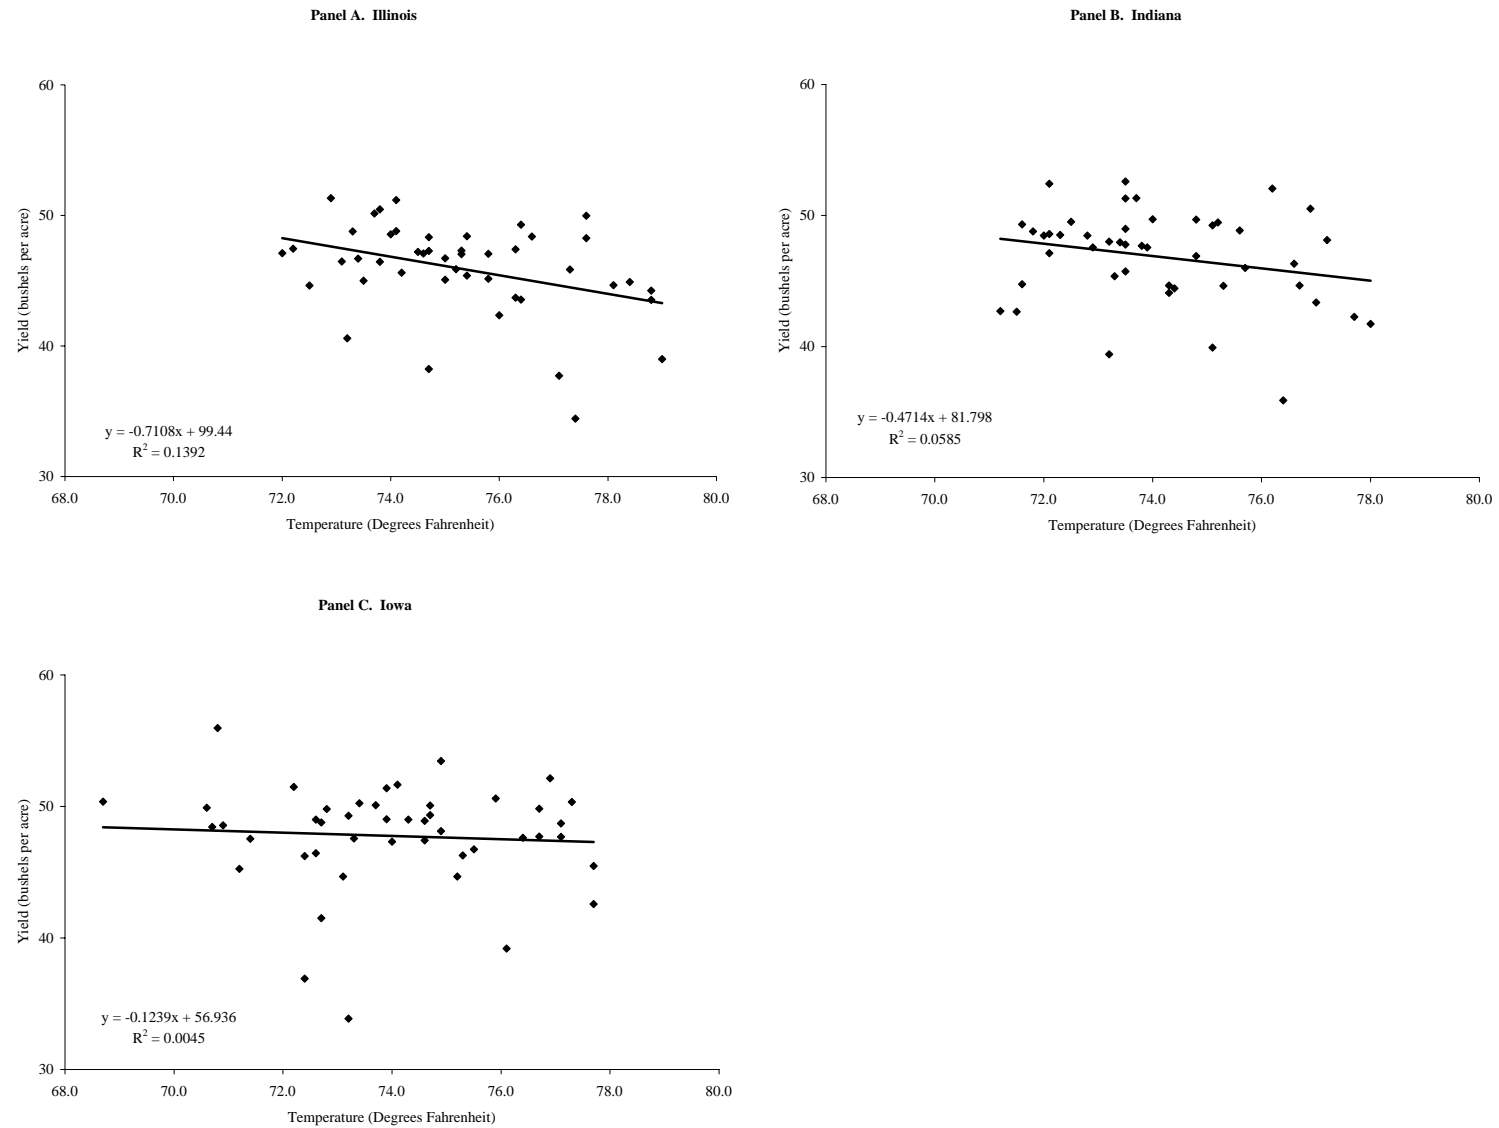 Panel A.  Illinois
60
50
40
30
Yield (bushels per acre)
y = -0.7108x + 99.44
R² = 0.1392
68.0 70.0 72.0 74.0 76.0 78.0 80.0
Temperature (Degrees Fahrenheit)
Panel B.  Indiana
60
50
40
30
Yield (bushels per acre)
y = -0.4714x + 81.798
R² = 0.0585
68.0 70.0 72.0 74.0 76.0 78.0 80.0
Temperature (Degrees Fahrenheit)
Panel C.  Iowa
60
50
40
30
Yield (bushels per acre)
y = -0.1239x + 56.936
R² = 0.0045
68.0 70.0 72.0 74.0 76.0 78.0 80.0
Temperature (Degrees Fahrenheit)